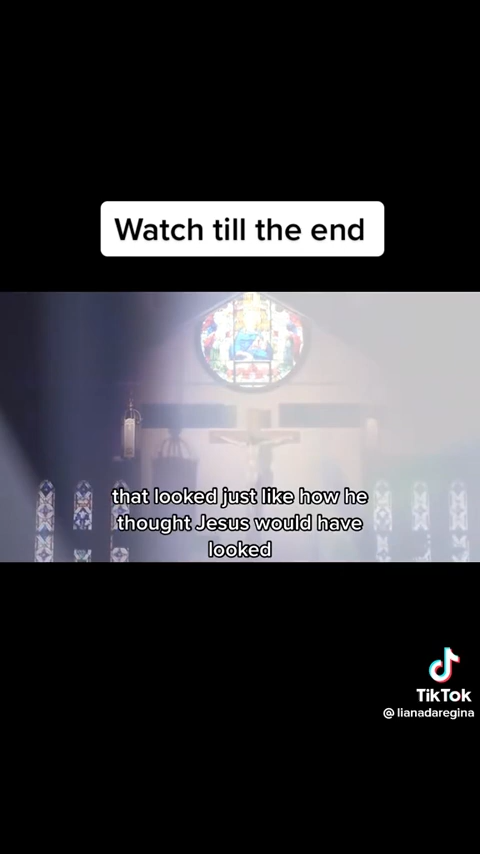 Watch till the end
that looked just like how he
thought Jesus would have
looked
TikTok
@lianadaregina